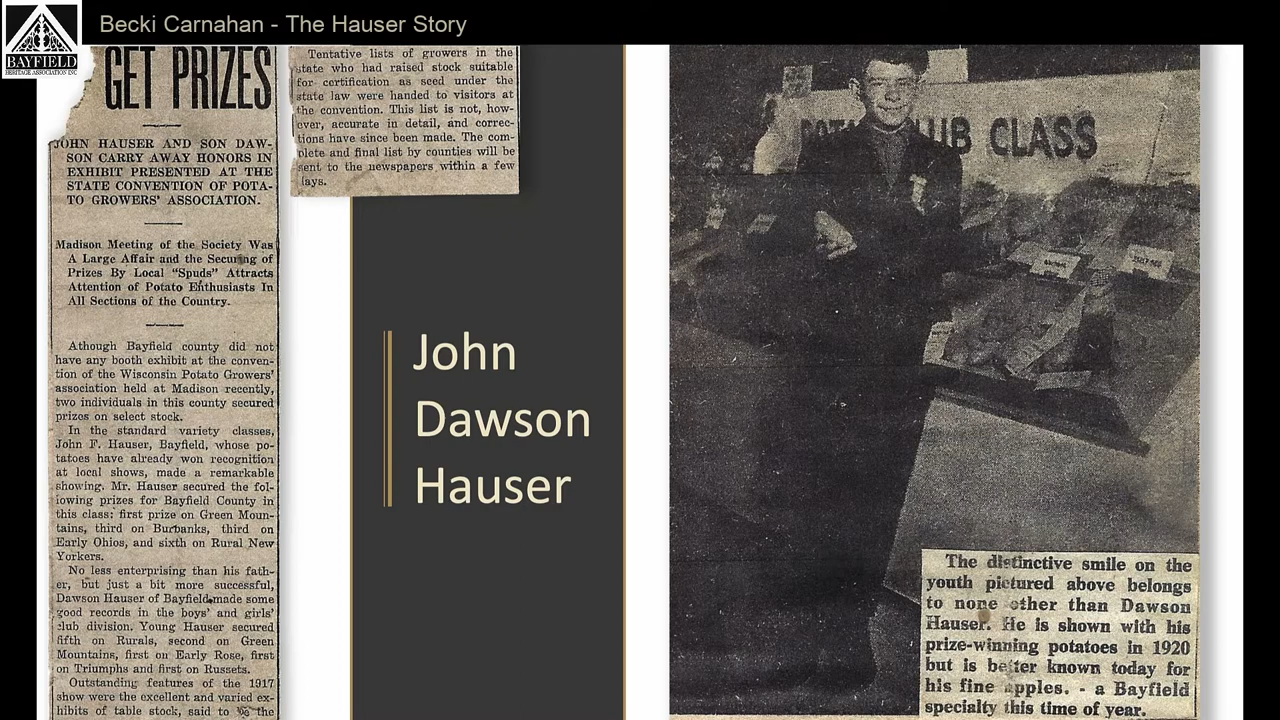 Becki Carnahan - The Hauser Story
BAYFIELD
HERITAGE ASSOCIATION INC
GET PRIZES
JOHN HAUSER AND SON DAW-
SON CARRY AWAY HONORS IN
EXHIBIT PRESENTED AT THE
STATE CONVENTION OF POTA-
TO GROWERS' ASSOCIATION.
Madison Meeting of the Society Was
A Large Affair and the Securing of
Prizes By Local "Spuds" Attracts
Attention of Potato Enthusiasts In
All Sections of the Country.
Athough Bayfield county did not
have any booth exhibit at the conven-
tion of the Wisconsin Potato Growers'
association held at Madison recently,
two individuals in this county secured
prizes on select stock.
In the standard variety classes,
John F. Hauser, Bayfield, whose po-
tatoes have already won recognition
at local shows, made a remarkable
showing. Mr. Hauser secured the fol-
lowing prizes for Bayfield County in
this class: first prize on Green Moun-
tains, third on Burbanks, third on
Early Ohios, and sixth on Rural New
Yorkers.
No less enterprising than his fath-
er, but just a bit more successful,
Dawson Hauser of Bayfield made some
good records in the boys' and girls'
club division. Young Hauser secured
fifth on Rurals, second on Green
Mountains, first on Early Rose, first
on Triumphs and first on Russets.
Outstanding features of the 1917
show were the excellent and varied ex-
hibits of table stock, said to be the
Tentative lists of growers in the
state who had raised stock suitable
for certification as seed under the
state law were handed to visitors at
the convention. This list is not, how-
ever, accurate in detail, and correc-
tions have since been made. The com-
plete and final list by counties will be
sent to the newspapers within a few
days.
John
Dawson
Hauser
CLASS
The distinctive smile on the
youth pictured above belongs
to none other than Dawson
Hauser. He is shown with his
prize-winning potatoes in 1920
but is better known today for
his fine apples. - a Bayfield
specialty this time of year.